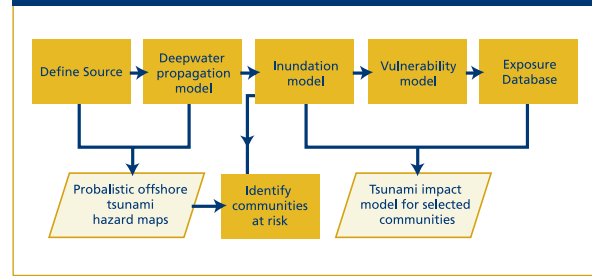 Define Source
Deepwater
propagation
model
Inundation
model
Vulnerability
model
Exposure
Database
Probalistic offshore
tsunami
hazard maps
Identify
communities
at risk
Tsunami impact
model for selected
communities